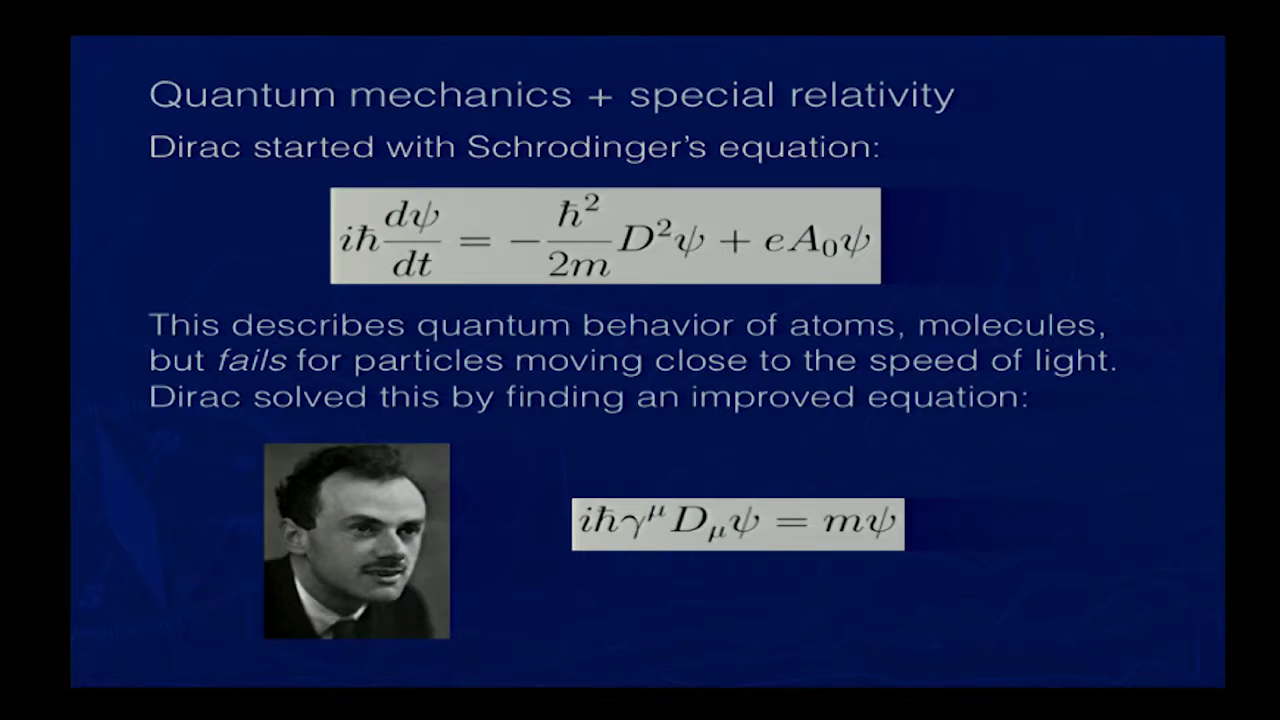 Quantum mechanics + special relativity
Dirac started with Schrodinger's equation:
iħ dψ/dt = − ħ²/2m D²ψ + eA₀ψ
This describes quantum behavior of atoms, molecules,
but fails for particles moving close to the speed of light.
Dirac solved this by finding an improved equation:
iħγ^μ D_μ ψ = mψ